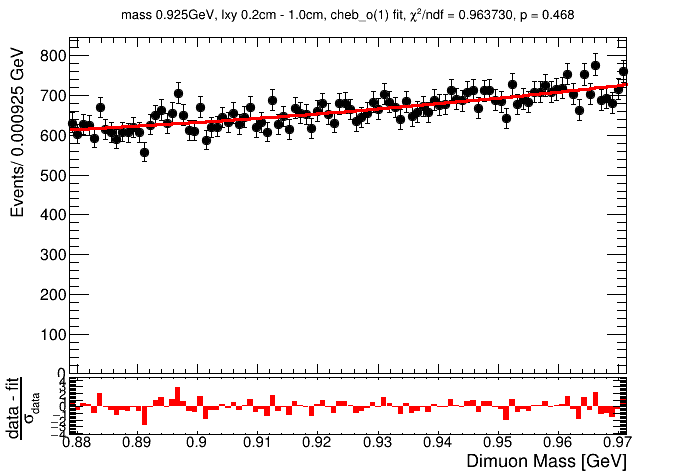 mass 0.925GeV, lxy 0.2cm - 1.0cm, cheb_o(1) fit, χ²/ndf = 0.963730, p = 0.468
Events/ 0.000925 GeV
800
700
600
500
400
300
200
100
0
data - fit
σdata
4
2
0
−2
−4
0.88 0.89 0.9 0.91 0.92 0.93 0.94 0.95 0.96 0.97
Dimuon Mass [GeV]